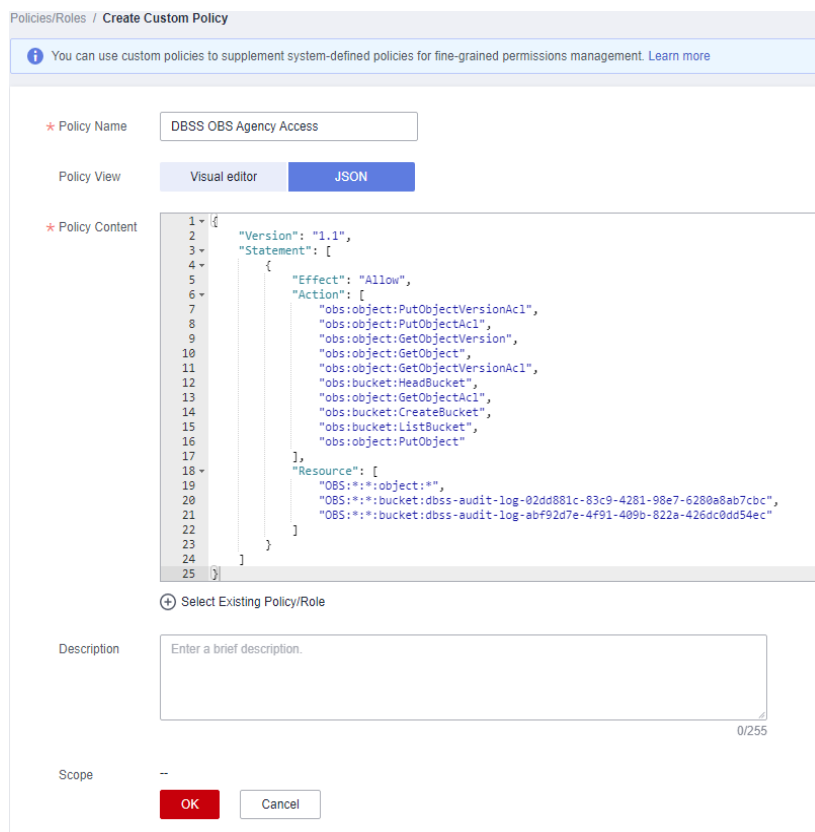 Policies/Roles / Create Custom Policy
You can use custom policies to supplement system-defined policies for fine-grained permissions management. Learn more
* Policy Name DBSS OBS Agency Access
Policy View Visual editor JSON
* Policy Content
1 {
2 "Version": "1.1",
3 "Statement": [
4 {
5 "Effect": "Allow",
6 "Action": [
7 "obs:object:PutObjectVersionAcl",
8 "obs:object:PutObjectAcl",
9 "obs:object:GetObjectVersion",
10 "obs:object:GetObject",
11 "obs:object:GetObjectVersionAcl",
12 "obs:bucket:HeadBucket",
13 "obs:object:GetObjectAcl",
14 "obs:bucket:CreateBucket",
15 "obs:bucket:ListBucket",
16 "obs:object:PutObject"
17 ],
18 "Resource": [
19 "OBS:*:*:object:*",
20 "OBS:*:*:bucket:dbss-audit-log-02dd881c-83c9-4281-98e7-6280a8ab7cbc",
21 "OBS:*:*:bucket:dbss-audit-log-abf92d7e-4f91-409b-822a-426dc0dd54ec"
22 ]
23 }
24 ]
25 }
Select Existing Policy/Role
Description Enter a brief description.
0/255
Scope --
OK Cancel